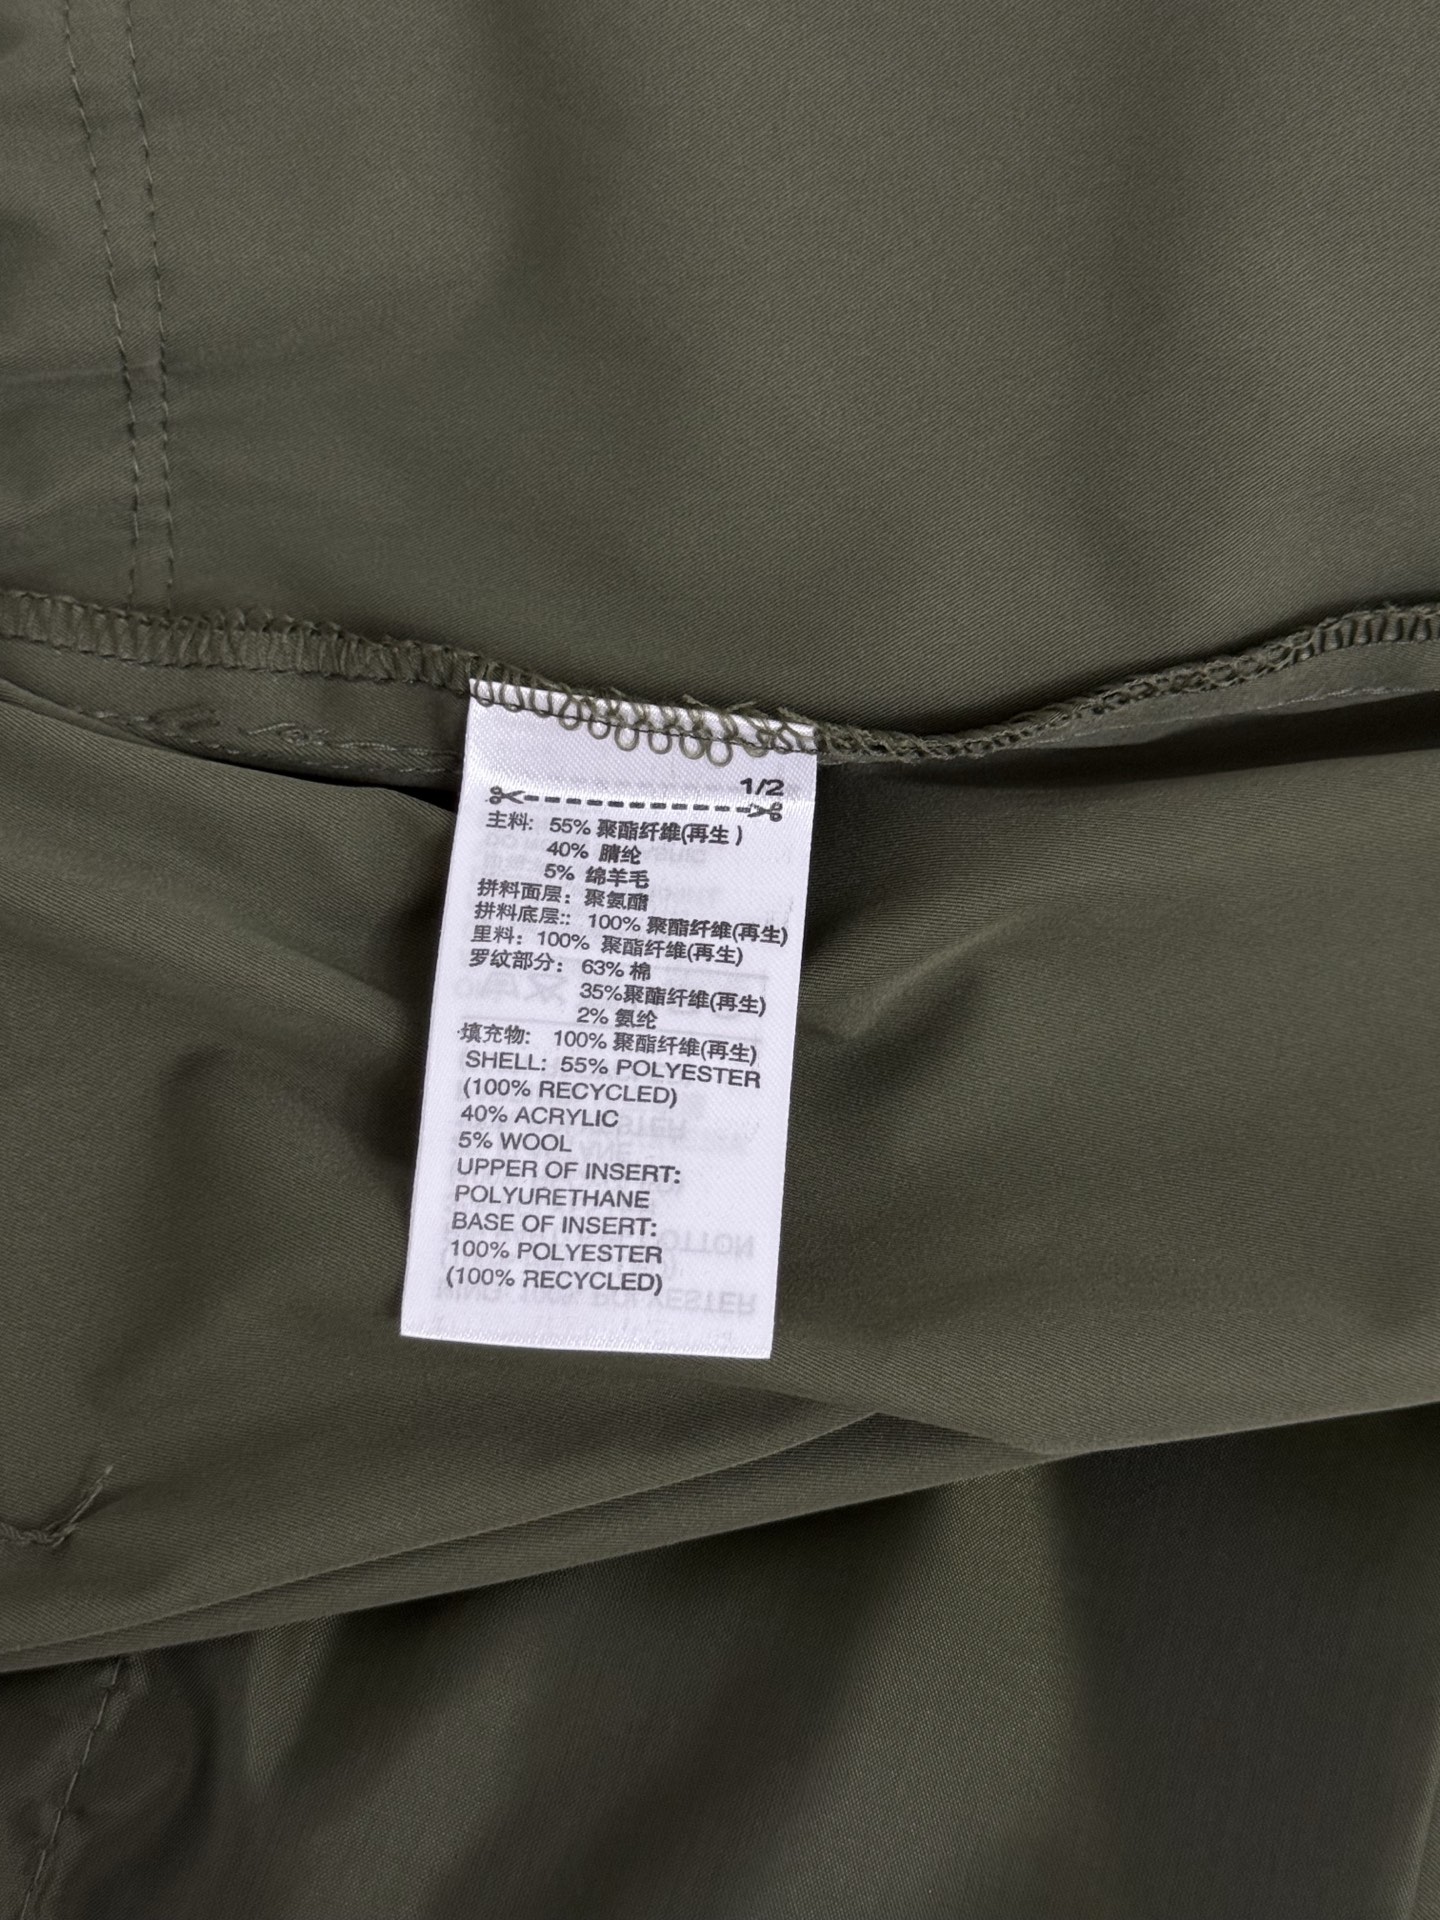 1/2
主料: 55% 聚酯纤维(再生 )
40% 腈纶
5% 绵羊毛
拼料面层: 聚氨酯
拼料底层:: 100% 聚酯纤维(再生)
里料: 100% 聚酯纤维(再生)
罗纹部分: 63% 棉
35%聚酯纤维(再生)
2% 氨纶
填充物: 100% 聚酯纤维(再生)
SHELL: 55% POLYESTER
(100% RECYCLED)
40% ACRYLIC
5% WOOL
UPPER OF INSERT:
POLYURETHANE
BASE OF INSERT:
100% POLYESTER
(100% RECYCLED)